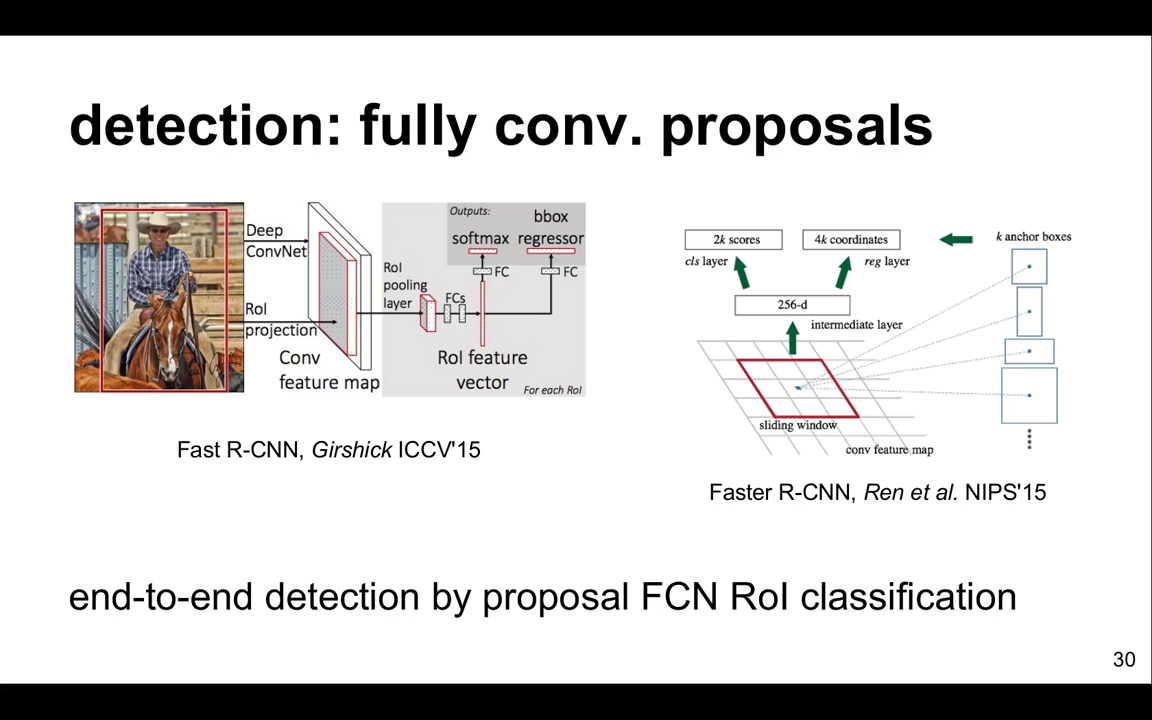 detection: fully conv. proposals
Deep
ConvNet
RoI
projection
Conv
feature map
RoI
pooling
layer
FCs
Outputs:
softmax
bbox
regressor
FC
FC
RoI feature
vector
For each RoI
Fast R-CNN, Girshick ICCV'15
2k scores
4k coordinates
k anchor boxes
cls layer
reg layer
256-d
intermediate layer
sliding window
conv feature map
Faster R-CNN, Ren et al. NIPS'15
end-to-end detection by proposal FCN RoI classification
30